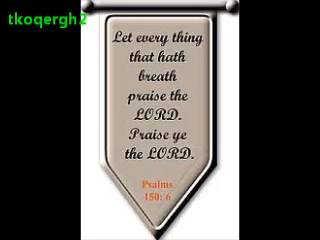 tkoqergh2
Let every thing
that hath
breath
praise the
LORD.
Praise ye
the LORD.
Psalms
150: 6